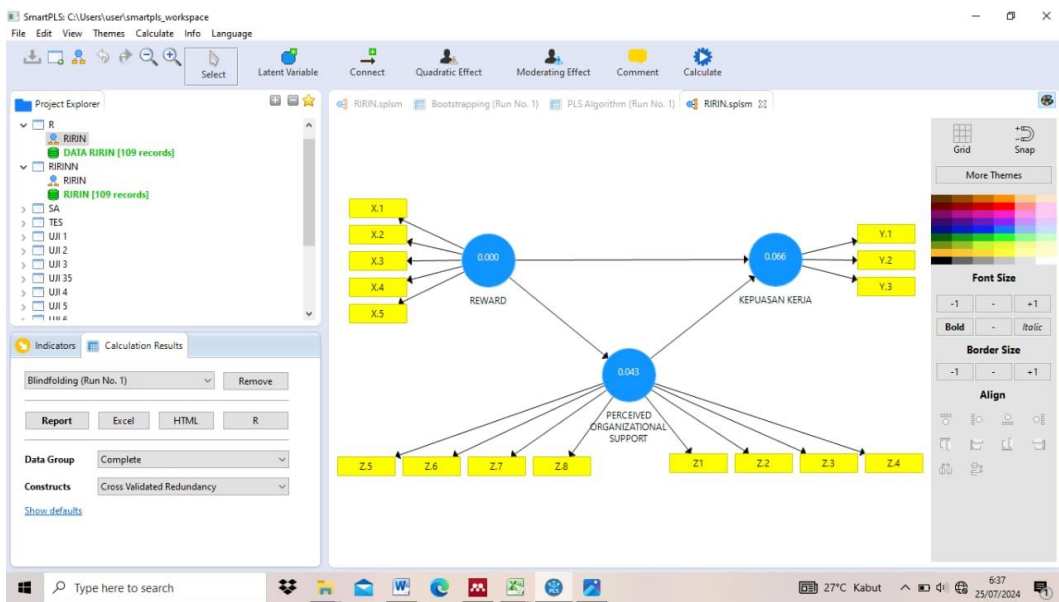 SmartPLS: C:\Users\user\smartpls_workspace
File Edit View Themes Calculate Info Language
Select
Latent Variable
Connect
Quadratic Effect
Moderating Effect
Comment
Calculate
Project Explorer
R
RIRIN
DATA RIRIN [109 records]
RIRINN
RIRIN
RIRIN [109 records]
SA
TES
UJI 1
UJI 2
UJI 3
UJI 35
UJI 4
UJI 5
UJI 6
Indicators
Calculation Results
Blindfolding (Run No. 1)
Remove
Report
Excel
HTML
R
Data Group
Complete
Constructs
Cross Validated Redundancy
Show defaults
RIRIN.splsm
Bootstrapping (Run No. 1)
PLS Algorithm (Run No. 1)
RIRIN.splsm
X.1
X.2
X.3
X.4
X.5
0.000
REWARD
0.066
KEPUASAN KERJA
Y.1
Y.2
Y.3
0.043
PERCEIVED
ORGANIZATIONAL
SUPPORT
Z.5
Z.6
Z.7
Z.8
Z1
Z.2
Z.3
Z.4
Grid
Snap
More Themes
Font Size
-1
-
+1
Bold
-
Italic
Border Size
-1
-
+1
Align
Type here to search
27°C Kabut
6:37
25/07/2024